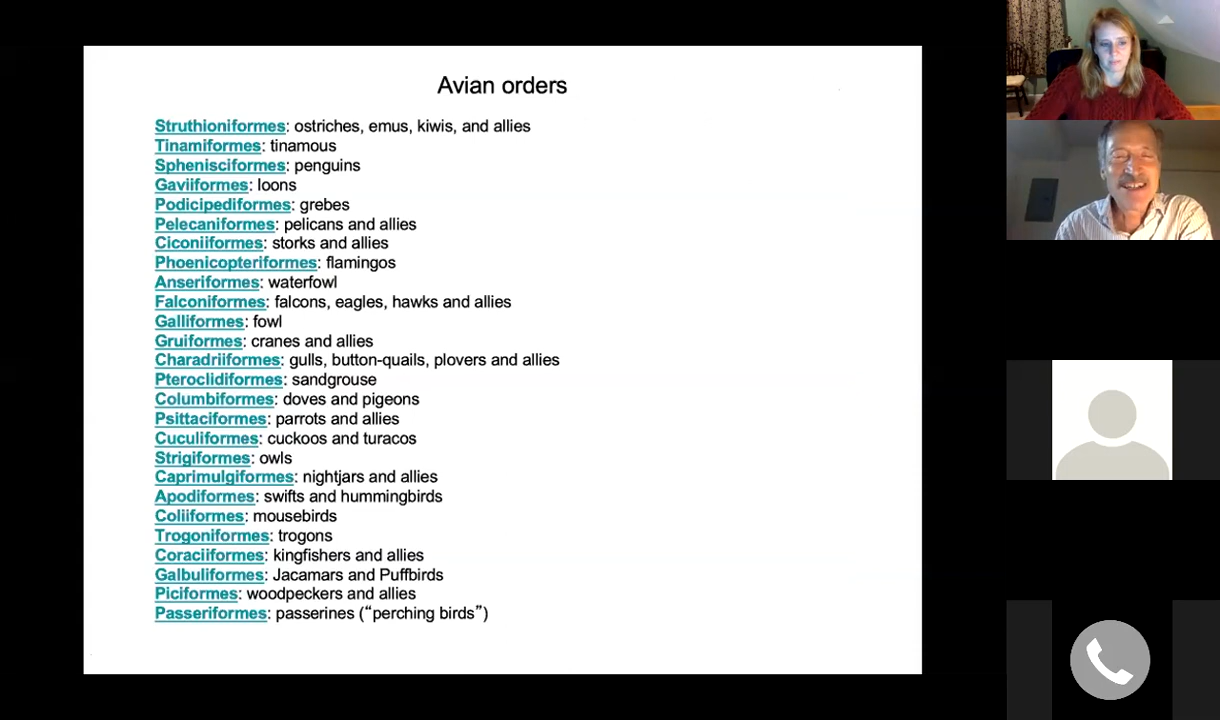 Avian orders
Struthioniformes: ostriches, emus, kiwis, and allies
Tinamiformes: tinamous
Sphenisciformes: penguins
Gaviiformes: loons
Podicipediformes: grebes
Pelecaniformes: pelicans and allies
Ciconiiformes: storks and allies
Phoenicopteriformes: flamingos
Anseriformes: waterfowl
Falconiformes: falcons, eagles, hawks and allies
Galliformes: fowl
Gruiformes: cranes and allies
Charadriiformes: gulls, button-quails, plovers and allies
Pteroclidiformes: sandgrouse
Columbiformes: doves and pigeons
Psittaciformes: parrots and allies
Cuculiformes: cuckoos and turacos
Strigiformes: owls
Caprimulgiformes: nightjars and allies
Apodiformes: swifts and hummingbirds
Coliiformes: mousebirds
Trogoniformes: trogons
Coraciiformes: kingfishers and allies
Galbuliformes: Jacamars and Puffbirds
Piciformes: woodpeckers and allies
Passeriformes: passerines (“perching birds”)